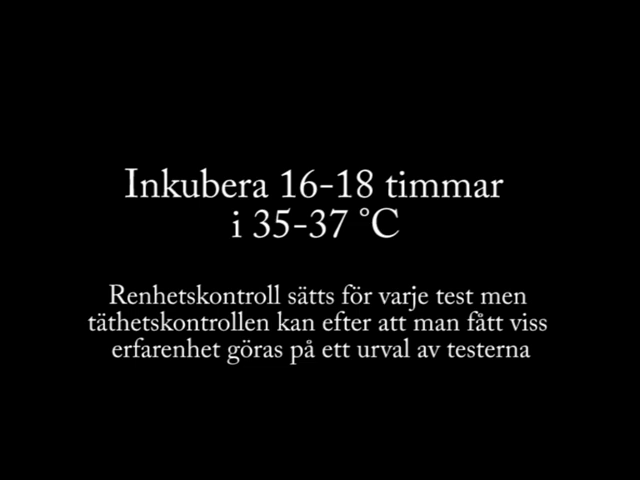 Inkubera 16-18 timmar
i 35-37 °C
Renhetskontroll sätts för varje test men
täthetskontrollen kan efter att man fått viss
erfarenhet göras på ett urval av testerna